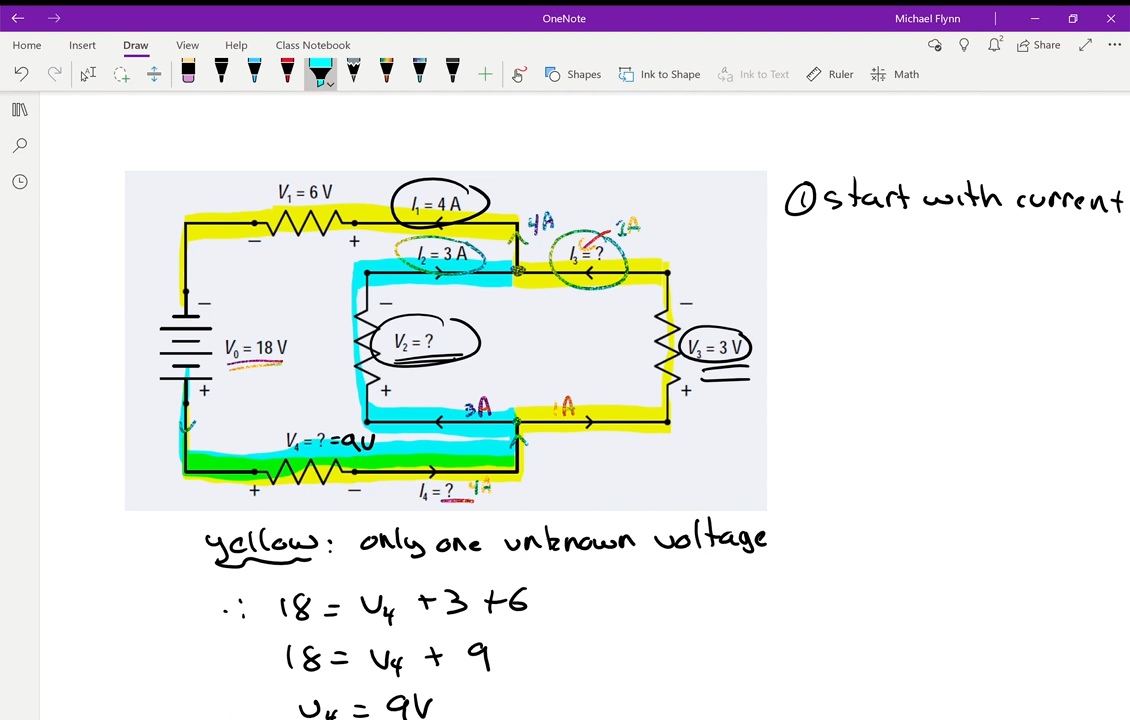 OneNote
Michael Flynn
Home Insert Draw View Help Class Notebook
2
Share
Shapes Ink to Shape Ink to Text Ruler Math
V₁ = 6 V
I₁ = 4 A
4A
I₂ = 3 A
I₃ = ?
1A
− +
− − −
V₀ = 18 V
V₂ = ?
V₃ = 3 V
+ + +
3A
1A
V₄ = ? = 9V
+ −
I₄ = ? 4A
① start with current
yellow: only one unknown voltage
∴ 18 = V₄ + 3 + 6
18 = V₄ + 9
V₄ = 9V